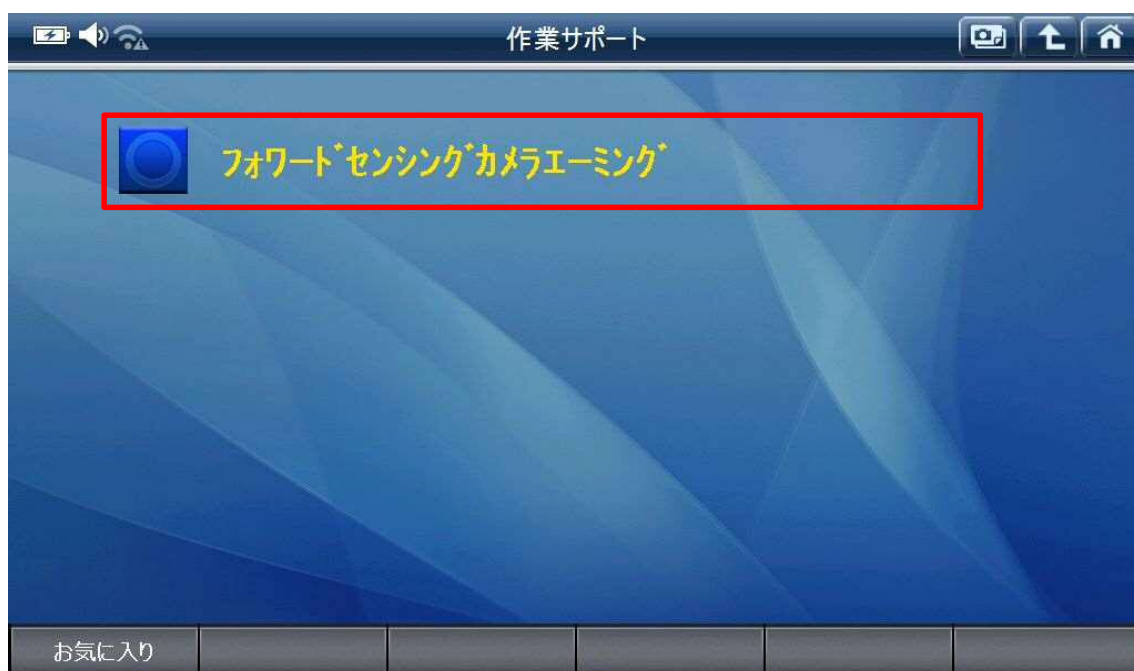 作業サポート
フォワードセンシングカメラエーミング
お気に入り